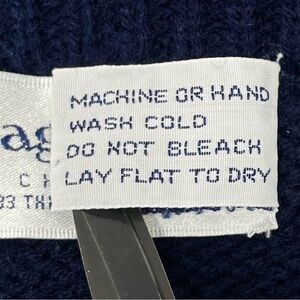 MACHINE OR HAND
WASH COLD
DO NOT BLEACH
LAY FLAT TO DRY